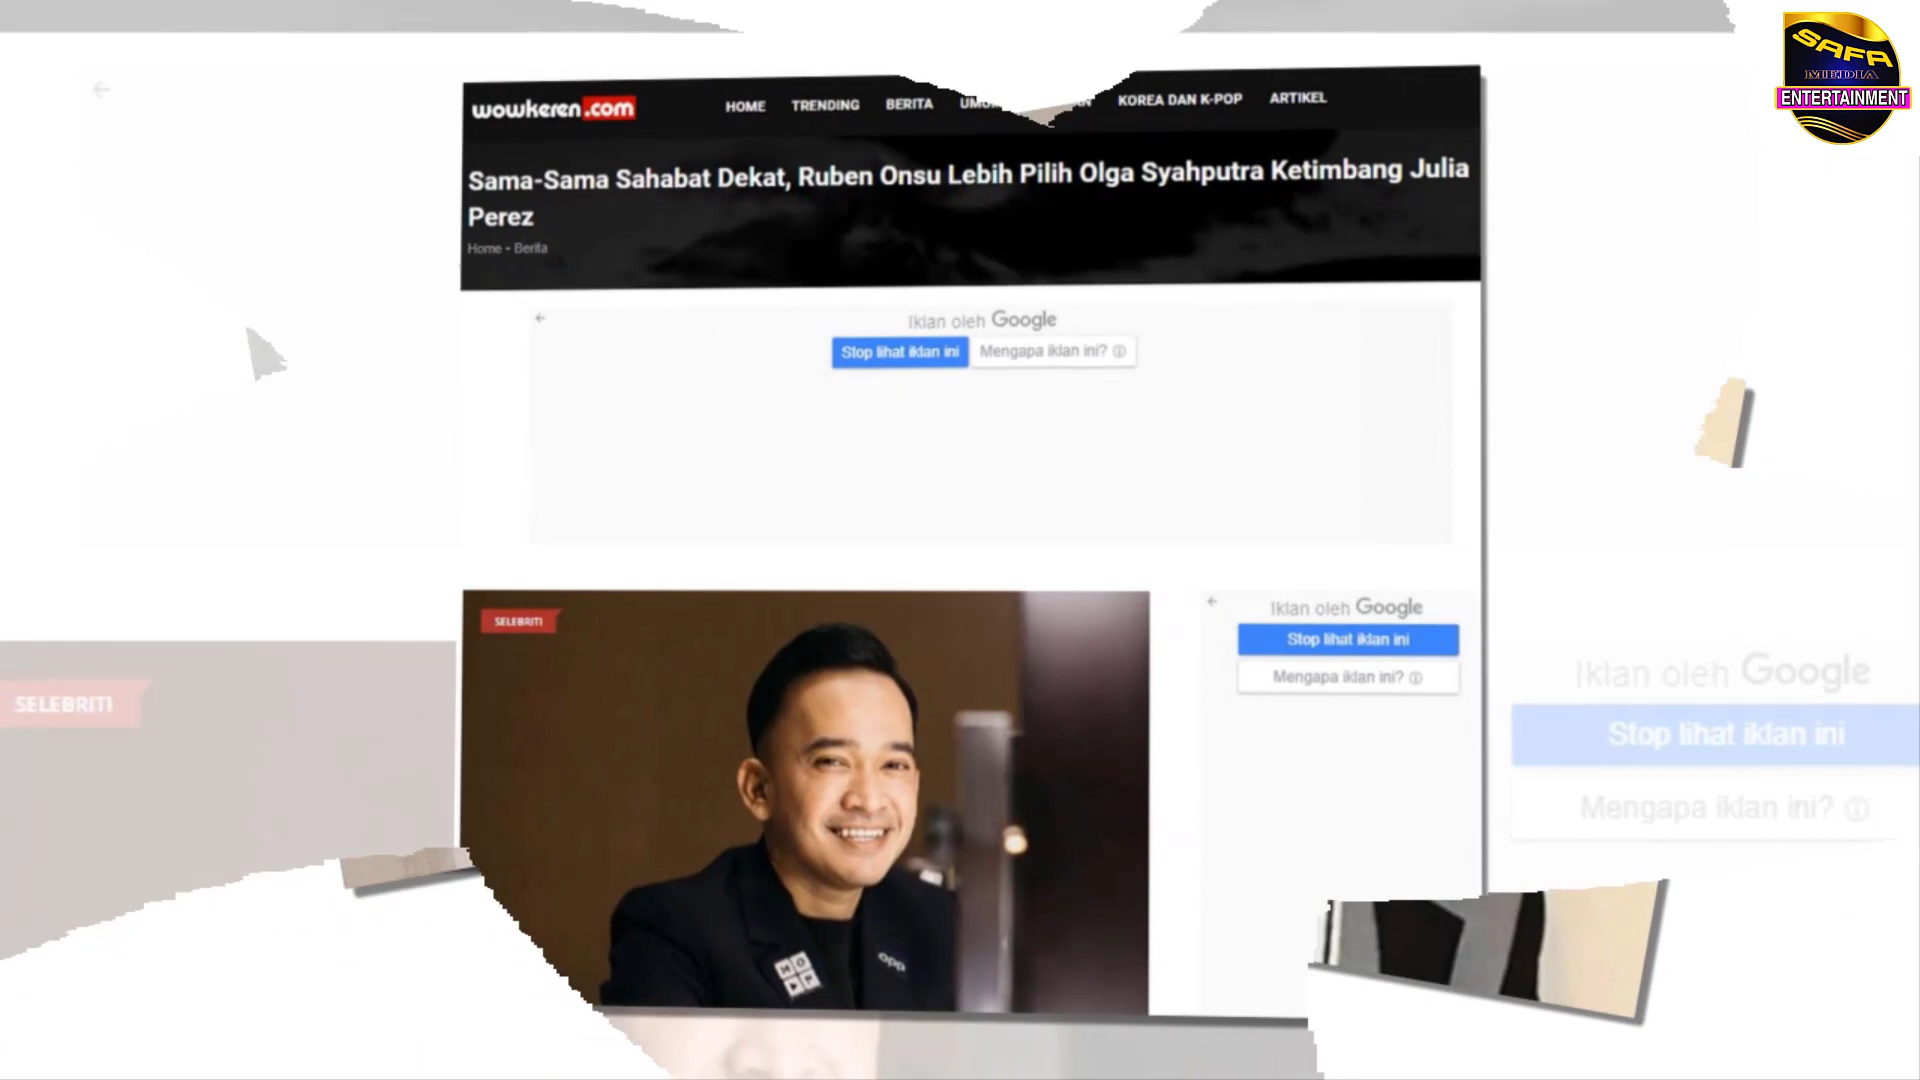 SAFA
MEDIA
ENTERTAINMENT
wowkeren.com
HOME TRENDING BERITA KOREA DAN K-POP ARTIKEL
Sama-Sama Sahabat Dekat, Ruben Onsu Lebih Pilih Olga Syahputra Ketimbang Julia
Perez
Home - Berita
Iklan oleh Google
Stop lihat iklan ini Mengapa iklan ini?
SELEBRITI
Iklan oleh Google
Stop lihat iklan ini
Mengapa iklan ini?
SELEBRITI
Iklan oleh Google
Stop lihat iklan ini
Mengapa iklan ini?